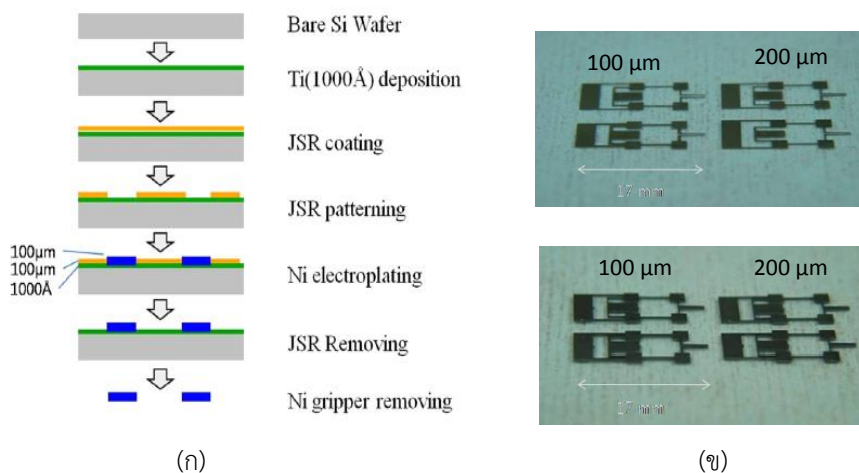 Bare Si Wafer
Ti(1000Å) deposition
JSR coating
JSR patterning
100µm
100µm
1000Å
Ni electroplating
JSR Removing
Ni gripper removing
(ก)
100 µm
200 µm
17 mm
100 µm
200 µm
17 mm
(ข)